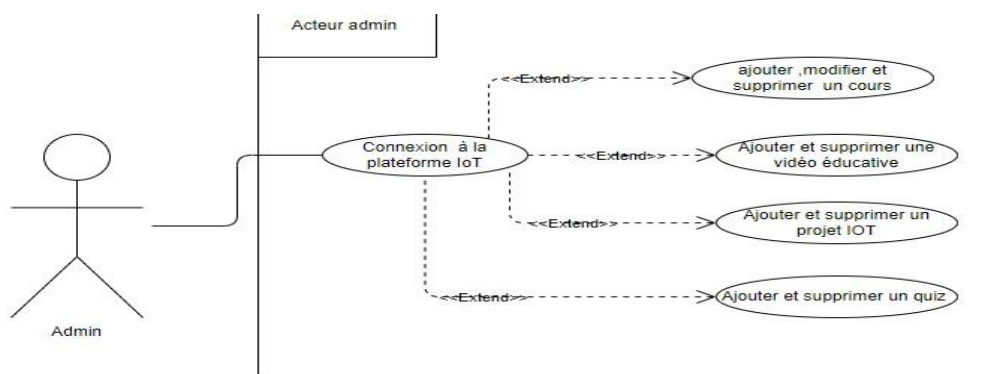 Acteur admin
<<Extend>>
ajouter ,modifier et
supprimer un cours
Connexion à la
plateforme IoT
<<Extend>>
Ajouter et supprimer une
vidéo éducative
<<Extend>>
Ajouter et supprimer un
projet IOT
<<Extend>>
Ajouter et supprimer un quiz
Admin